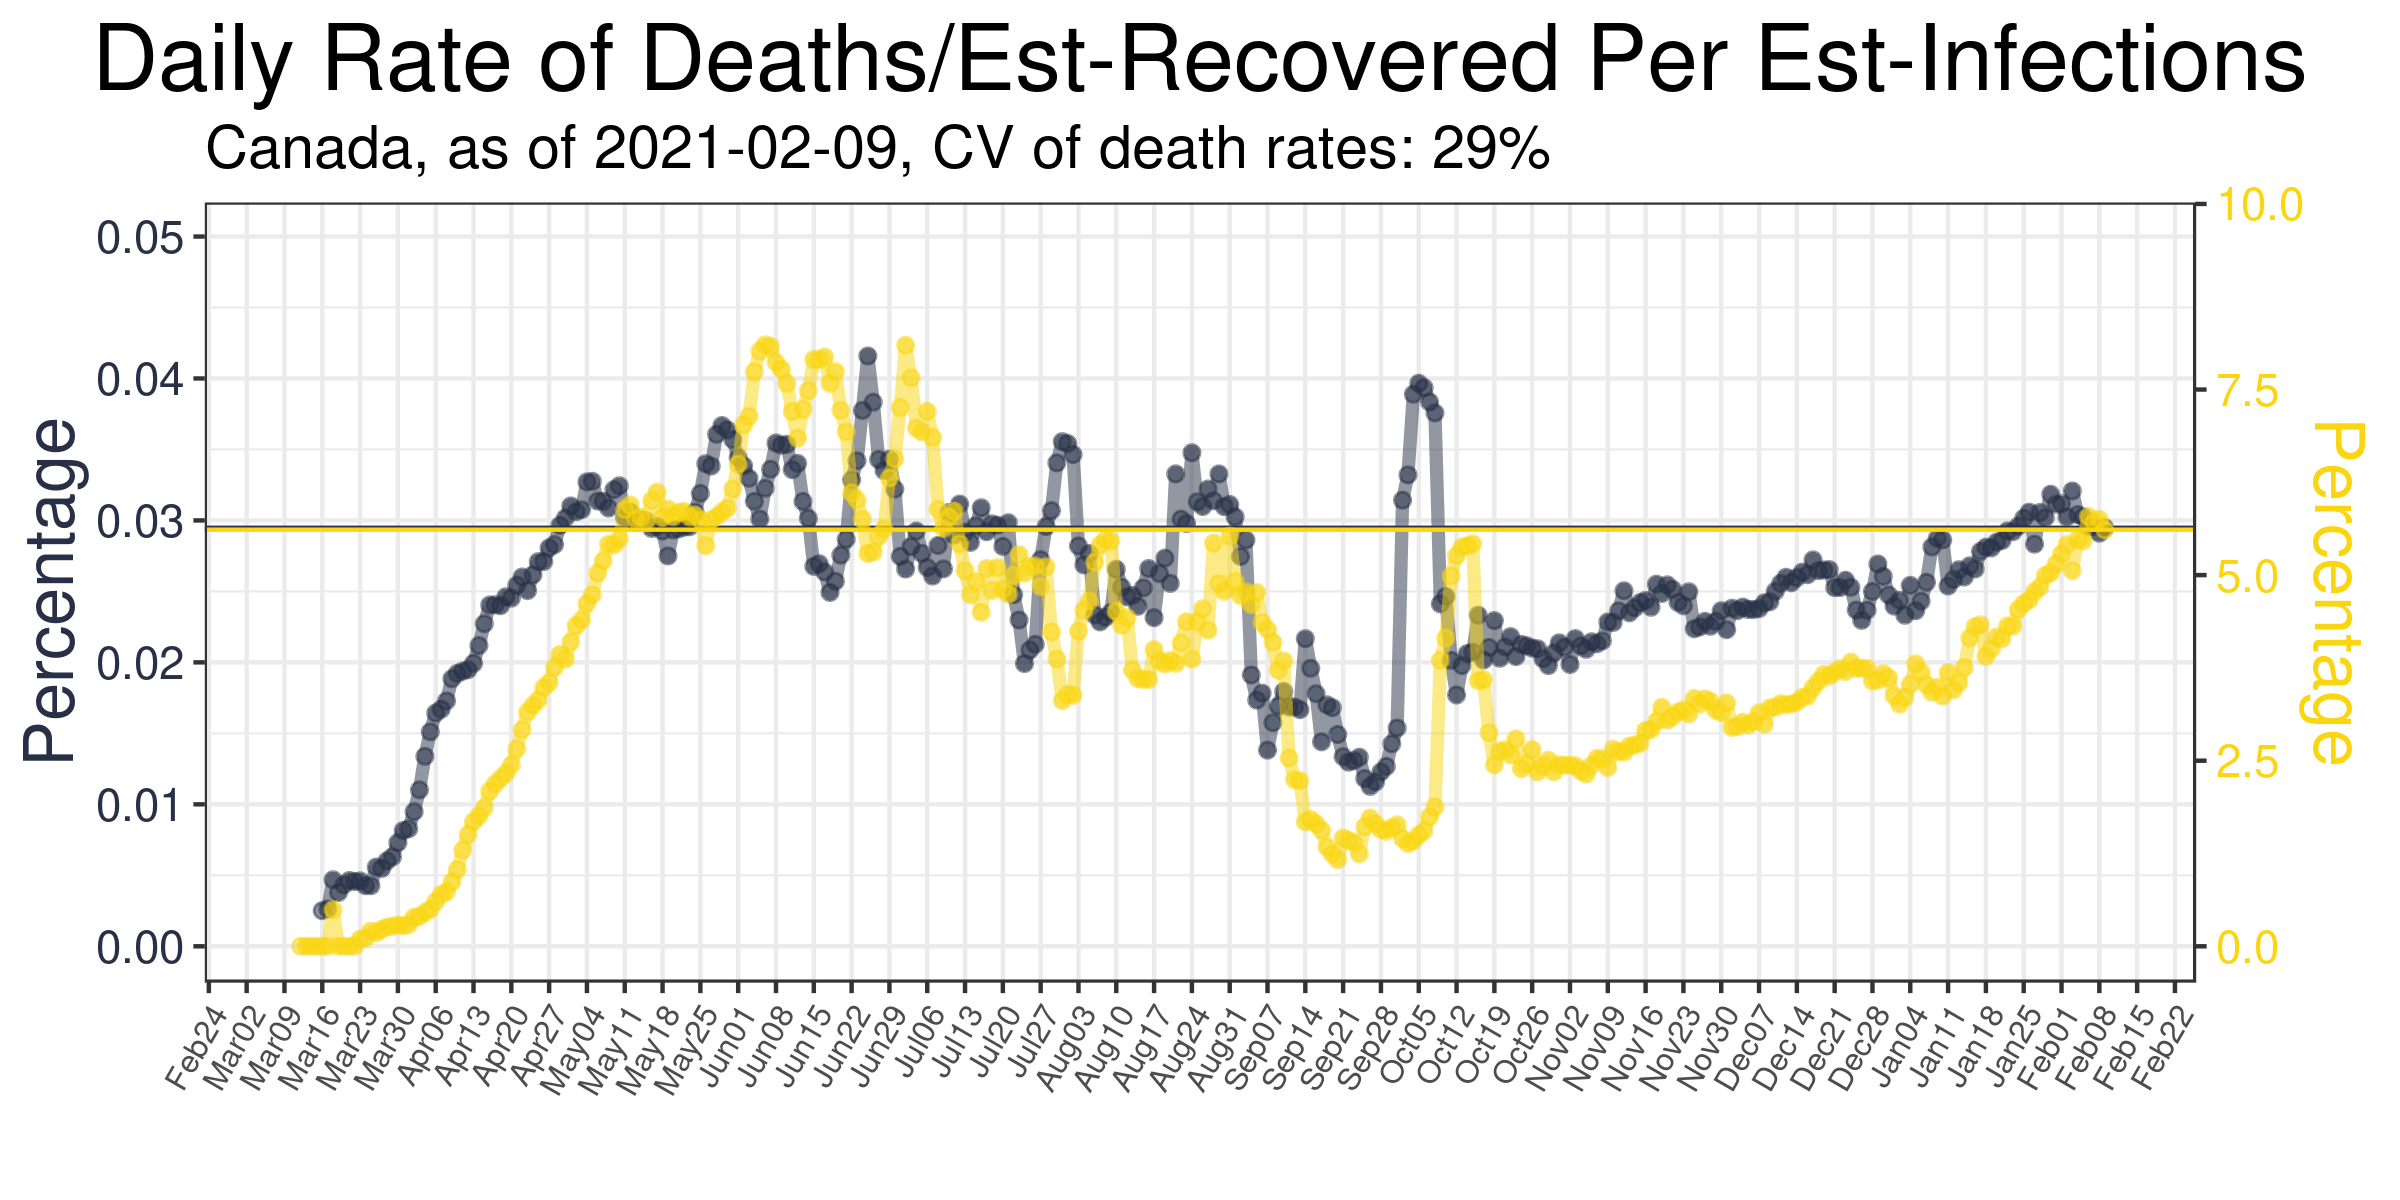 Daily Rate of Deaths/Est-Recovered Per Est-Infections
Canada, as of 2021-02-09, CV of death rates: 29%
Percentage
0.05
0.04
0.03
0.02
0.01
0.00
10.0
7.5
5.0
2.5
0.0
Percentage
Feb24
Mar02
Mar09
Mar16
Mar23
Mar30
Apr06
Apr13
Apr20
Apr27
May04
May11
May18
May25
Jun01
Jun08
Jun15
Jun22
Jun29
Jul06
Jul13
Jul20
Jul27
Aug03
Aug10
Aug17
Aug24
Aug31
Sep07
Sep14
Sep21
Sep28
Oct05
Oct12
Oct19
Oct26
Nov02
Nov09
Nov16
Nov23
Nov30
Dec07
Dec14
Dec21
Dec28
Jan04
Jan11
Jan18
Jan25
Feb01
Feb08
Feb15
Feb22